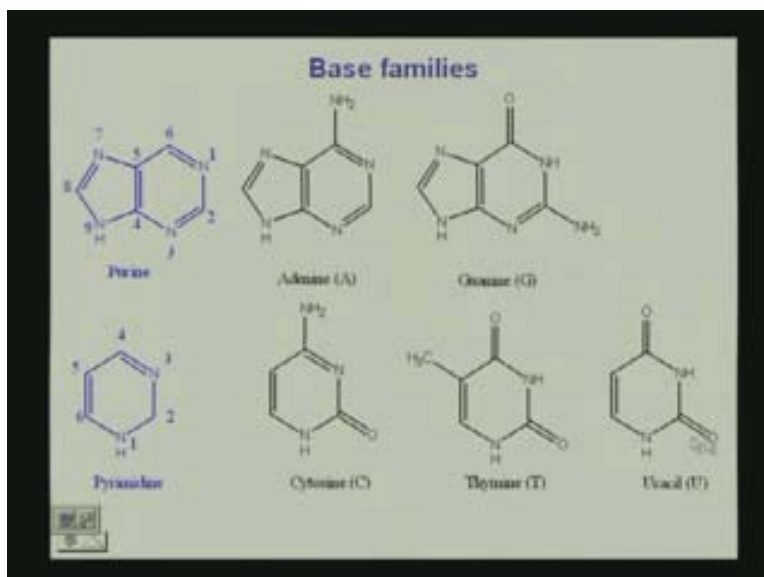 Base families
NH₂
O
7
6
N
5
N
1
N
N
N
NH
8
9
N
H
4
N
3
2
N
H
N
N
H
N
NH₂
Purine
Adenine (A)
Guanine (G)
NH₂
O
O
4
5
N
3
N
H₃C
NH
NH
6
2
N
H
1
N
H
O
N
H
O
N
H
O
Pyrimidine
Cytosine (C)
Thymine (T)
Uracil (U)